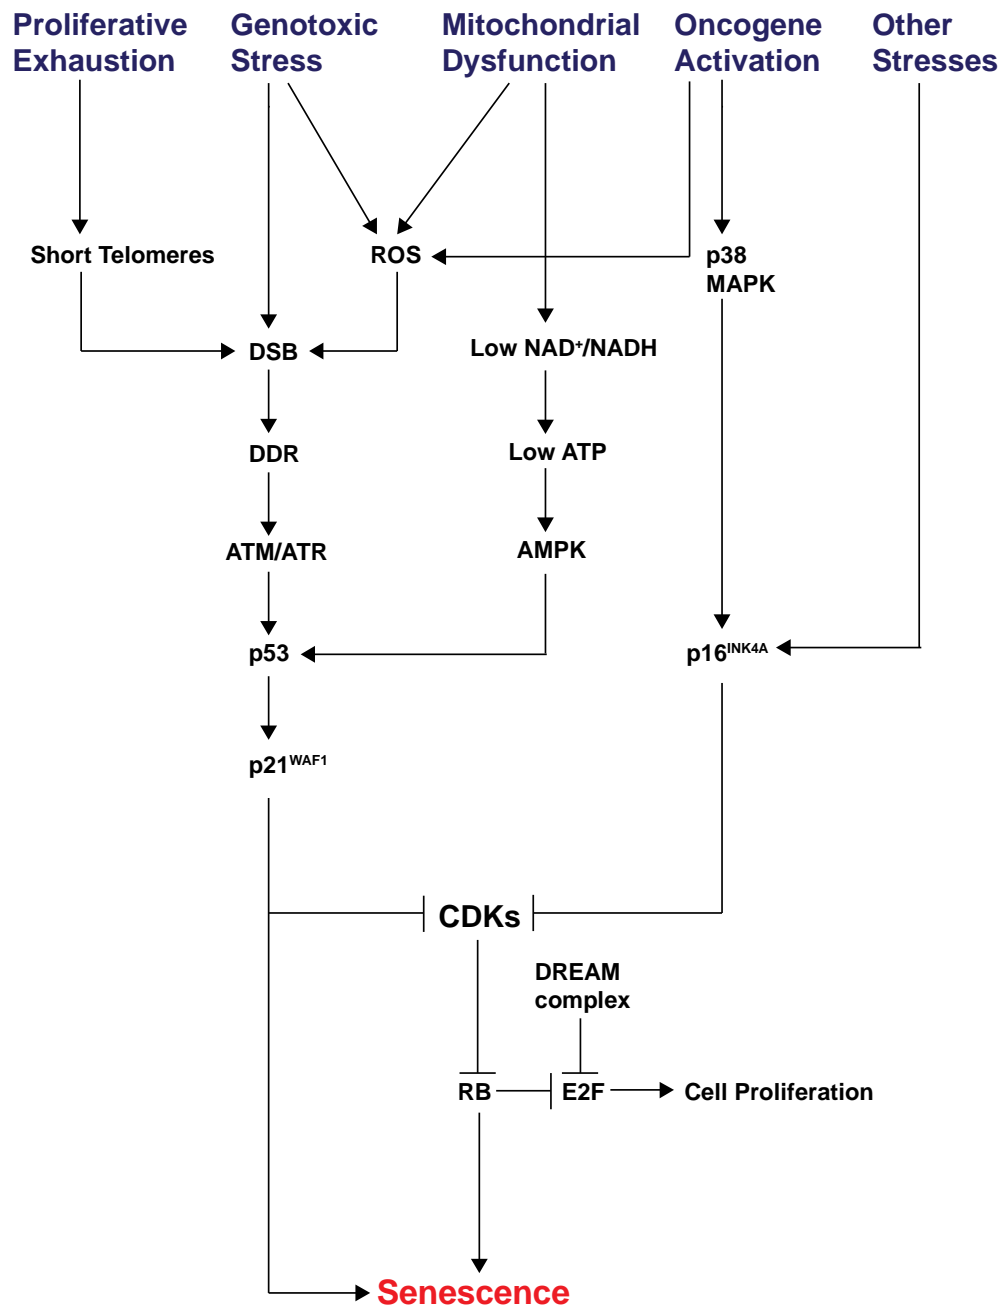 Proliferative
Exhaustion
Genotoxic
Stress
Mitochondrial
Dysfunction
Oncogene
Activation
Other
Stresses
Short Telomeres
ROS
p38
MAPK
DSB
Low NAD⁺/NADH
DDR
Low ATP
ATM/ATR
AMPK
p53
p16INK4A
p21WAF1
CDKs
DREAM
complex
RB
E2F
Cell Proliferation
Senescence